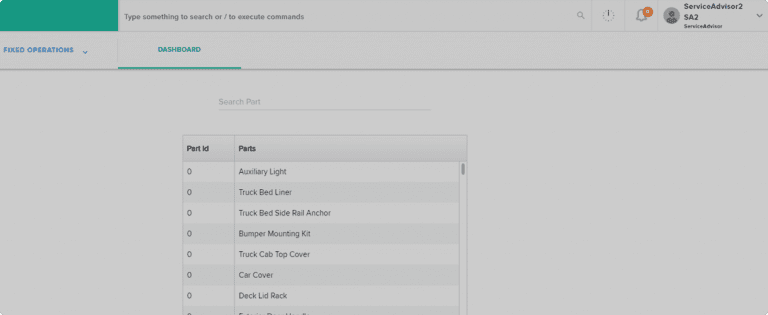 Type something to search or / to execute commands
ServiceAdvisor2
SA2
ServiceAdvisor
FIXED OPERATIONS
DASHBOARD
Search Part
Part Id Parts
0 Auxiliary Light
0 Truck Bed Liner
0 Truck Bed Side Rail Anchor
0 Bumper Mounting Kit
0 Truck Cab Top Cover
0 Car Cover
0 Deck Lid Rack